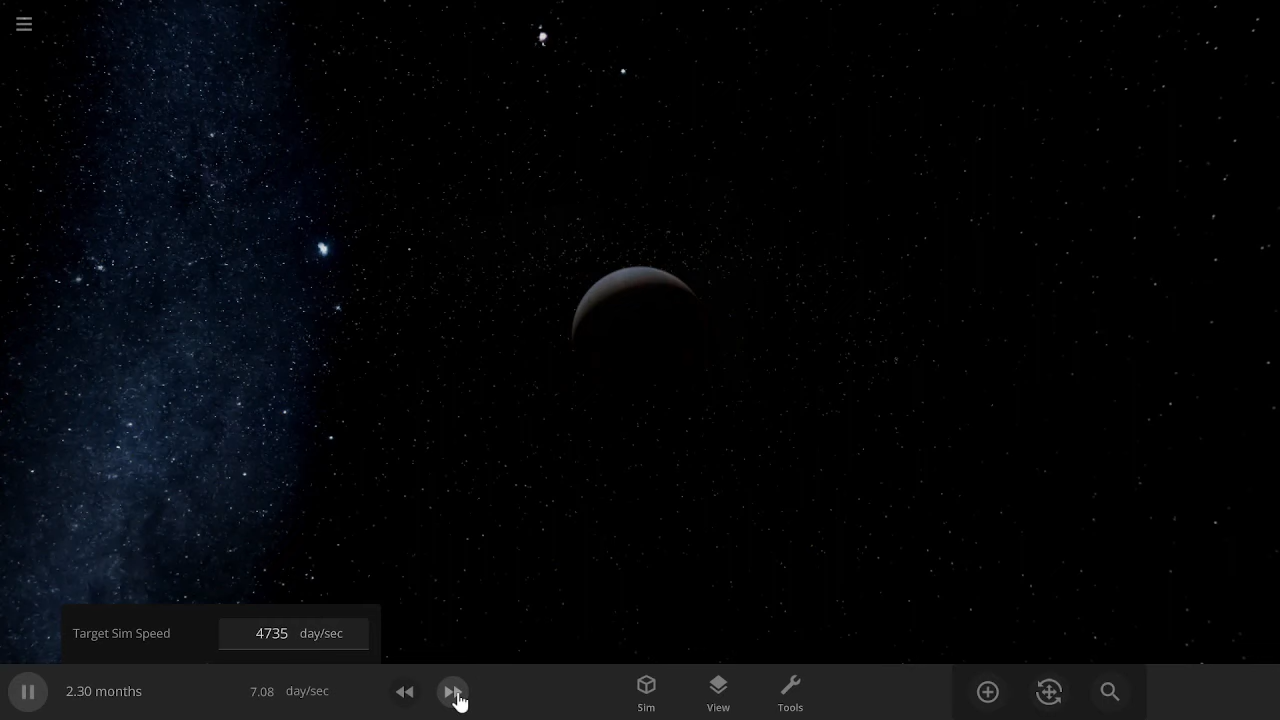 Target Sim Speed 4735 day/sec
2.30 months 7.08 day/sec
Sim View Tools